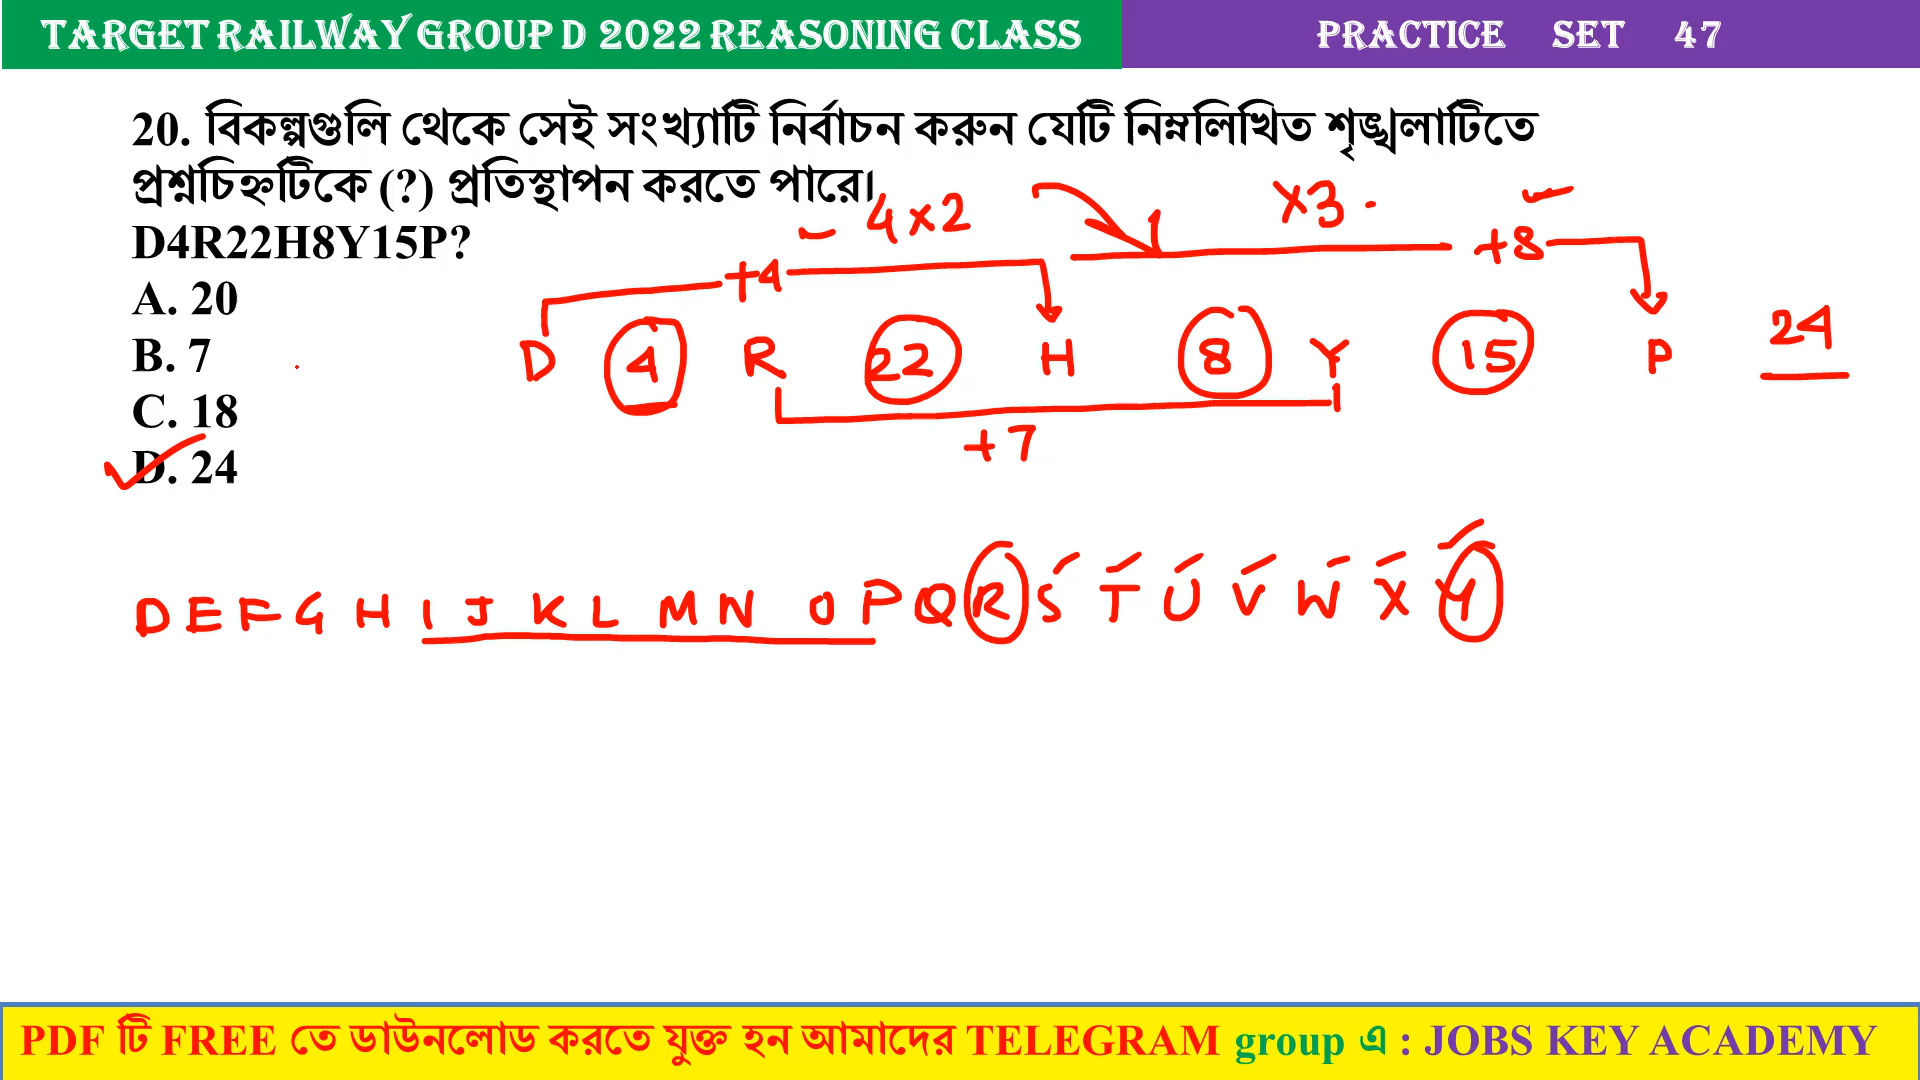 TARGET RAILWAY GROUP D 2022 REASONING CLASS
PRACTICE SET 47
20. বিকল্পগুলি থেকে সেই সংখ্যাটি নির্বাচন করুন যেটি নিম্নলিখিত শৃঙ্খলাটিতে
প্রশ্নচিহ্নটিকে (?) প্রতিস্থাপন করতে পারে।
D4R22H8Y15P?
A. 20
B. 7
C. 18
D. 24
4×2
×3
+4
+8
D 4 R 22 H 8 Y 15 P 24
+7
D E F G H I J K L M N O P Q R S T U V W X Y
PDF টি FREE তে ডাউনলোড করতে যুক্ত হন আমাদের TELEGRAM group এ : JOBS KEY ACADEMY